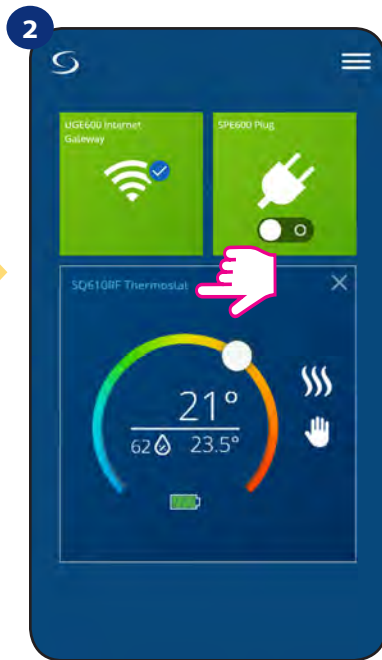 2
UGE600 Internet
Gateway
SPE600 Plug
SQ610RF Thermostat
21°
62 23.5°